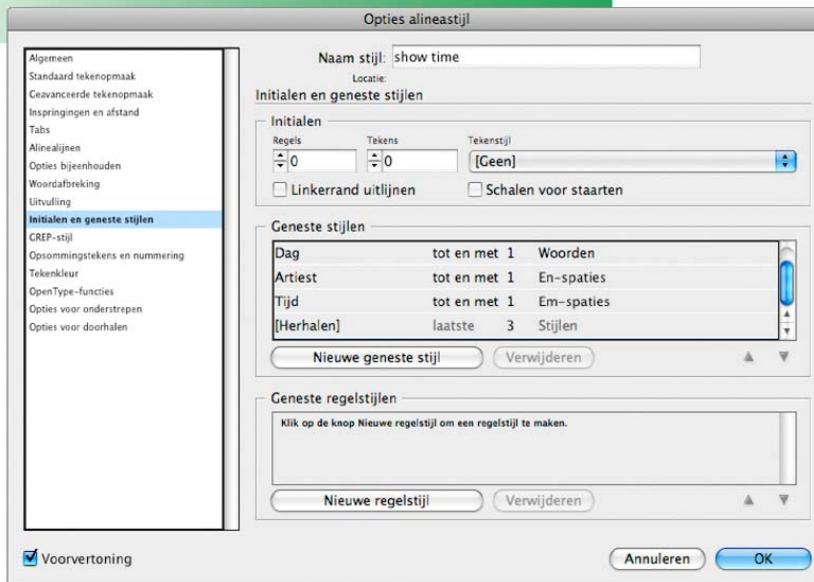 Opties alineastijl
Algemeen
Standaard tekenopmaak
Geavanceerde tekenopmaak
Inspringingen en afstand
Tabs
Alinealijnen
Opties bijeenhouden
Woordafbreking
Uitvulling
Initialen en geneste stijlen
GREP-stijl
Opsommingstekens en nummering
Tekenkleur
OpenType-functies
Opties voor onderstrepen
Opties voor doorhalen
Voorvertoning
Naam stijl: show time
Locatie:
Initialen en geneste stijlen
Initialen
Regels Tekens Tekenstijl
0 0 [Geen]
Linkerrand uitlijnen Schalen voor staarten
Geneste stijlen
Dag tot en met 1 Woorden
Artiest tot en met 1 En-spaties
Tijd tot en met 1 Em-spaties
[Herhalen] laatste 3 Stijlen
Nieuwe geneste stijl Verwijderen
Geneste regelstijlen
Klik op de knop Nieuwe regelstijl om een regelstijl te maken.
Nieuwe regelstijl Verwijderen
Annuleren OK